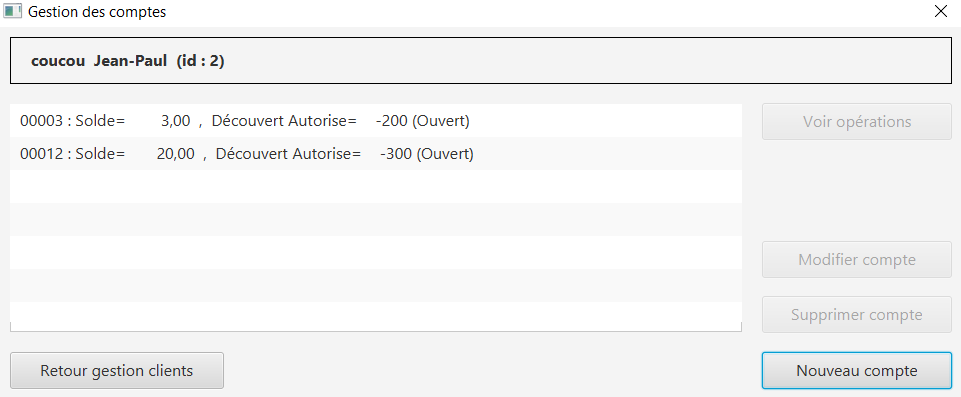 Gestion des comptes
coucou Jean-Paul (id : 2)
00003 : Solde= 3,00 , Découvert Autorise= -200 (Ouvert)
00012 : Solde= 20,00 , Découvert Autorise= -300 (Ouvert)
Voir opérations
Modifier compte
Supprimer compte
Retour gestion clients
Nouveau compte